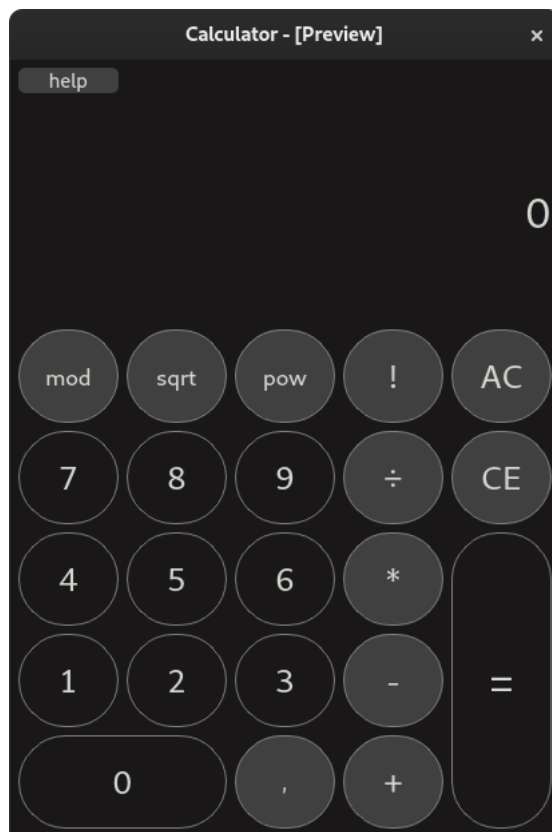 Calculator - [Preview] ×
help
0
mod sqrt pow ! AC
7 8 9 ÷ CE
4 5 6 *
1 2 3 - =
0 , +